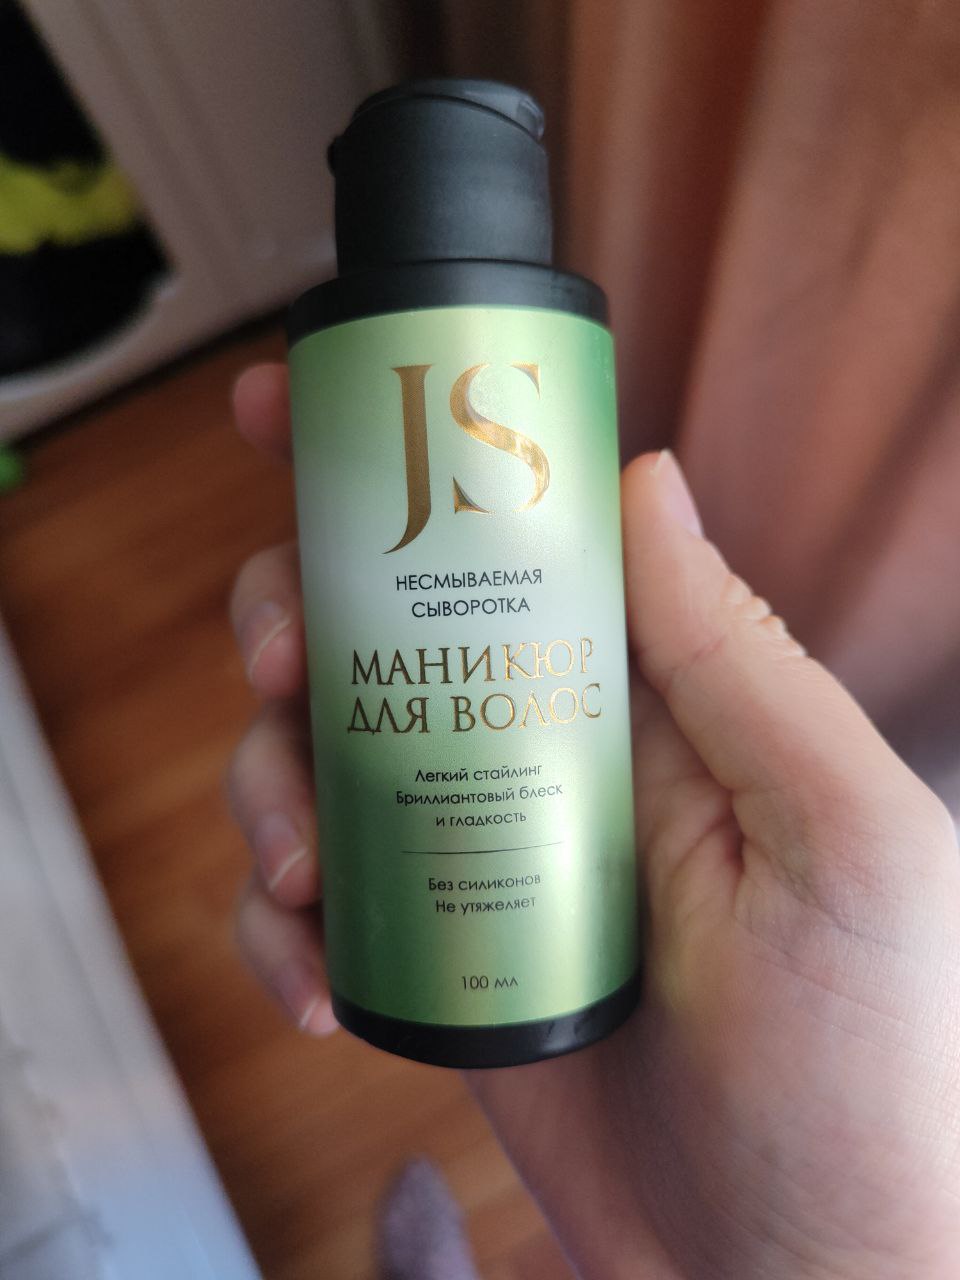 JS
НЕСМЫВАЕМАЯ
СЫВОРОТКА
МАНИКЮР
ДЛЯ ВОЛОС
Легкий стайлинг
Бриллиантовый блеск
и гладкость
Без силиконов
Не утяжеляет
100 мл